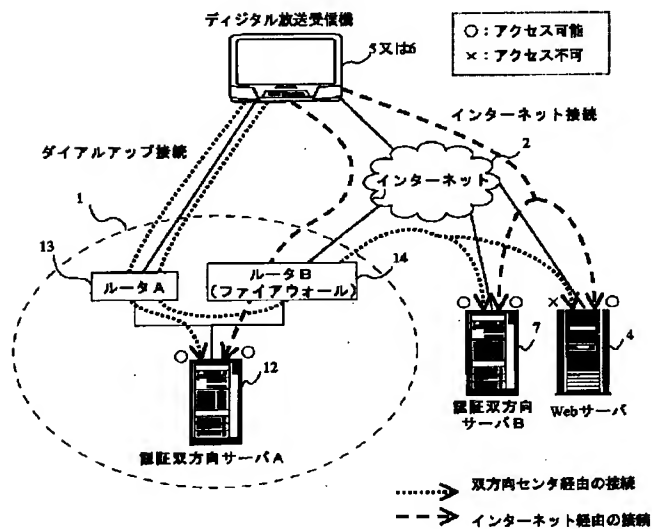 ディジタル放送受信機
5又は6
○：アクセス可能
×：アクセス不可
インターネット接続
2
ダイアルアップ接続
インターネット
1
13
ルータA
ルータB
(ファイアウォール)
14
○
○
12
認証双方向サーバA
○
○
7
認証双方向
サーバB
×
○
4
Webサーバ
双方向センタ経由の接続
インターネット経由の接続